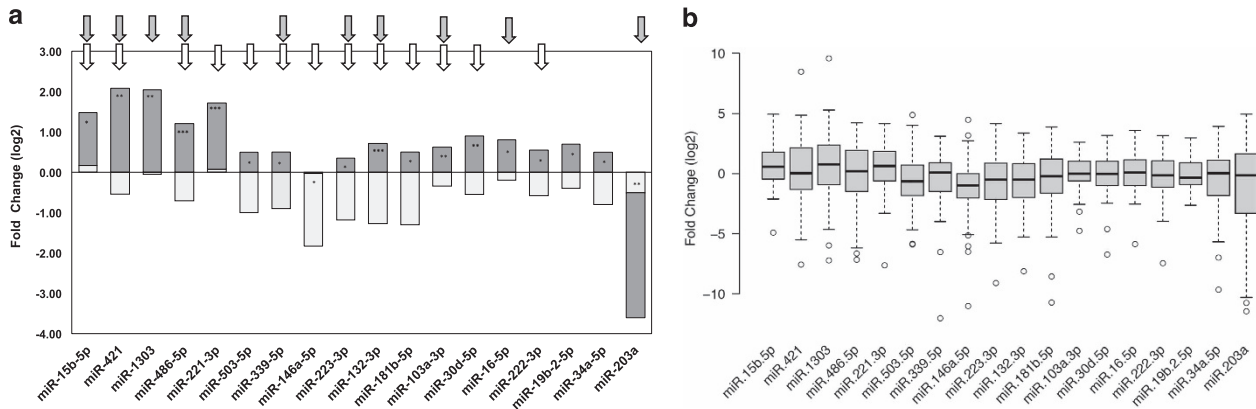 a
3.00
2.00
1.00
0.00
-1.00
-2.00
-3.00
-4.00
Fold Change (log2)
*
**
**
***
***
*
*
*
*
***
*
**
**
*
*
*
*
**
miR-15b-5p
miR-421
miR-1303
miR-486-5p
miR-221-3p
miR-503-5p
miR-339-5p
miR-146a-5p
miR-223-3p
miR-132-3p
miR-181b-5p
miR-103a-3p
miR-30d-5p
miR-16-5p
miR-222-3p
miR-19b-2-5p
miR-34a-5p
miR-203a
b
10
5
0
−5
−10
Fold Change (log2)
miR.15b.5p
miR.421
miR.1303
miR.486.5p
miR.221.3p
miR.503.5p
miR.339.5p
miR.146a.5p
miR.223.3p
miR.132.3p
miR.181b.5p
miR.103a.3p
miR.30d.5p
miR.16.5p
miR.222.3p
miR.19b.2.5p
miR.34a.5p
miR.203a